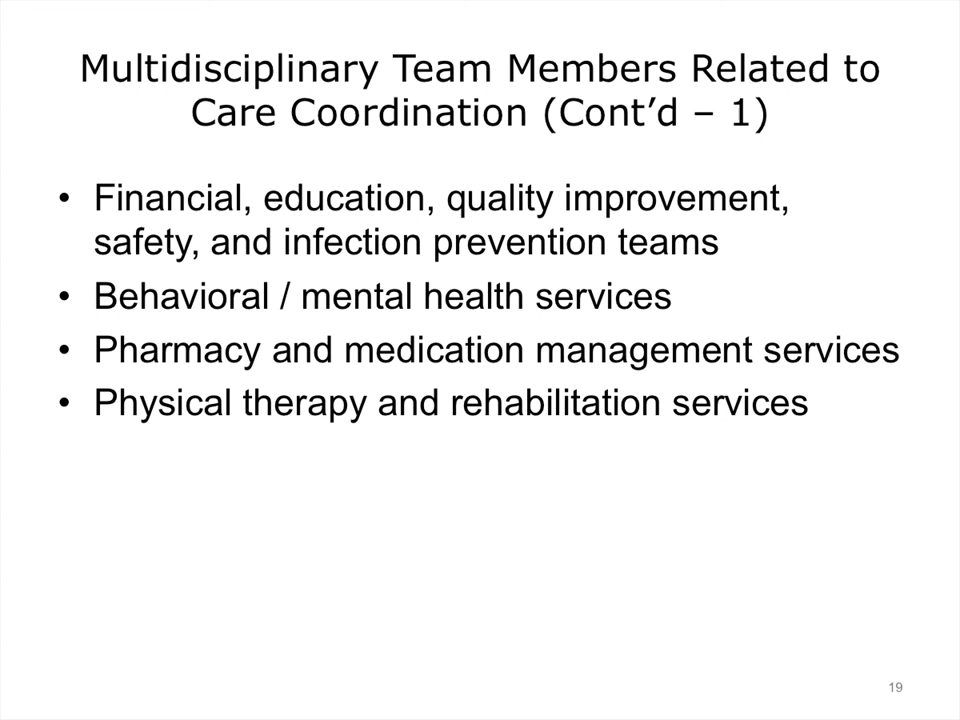 Multidisciplinary Team Members Related to
Care Coordination (Cont’d – 1)
• Financial, education, quality improvement,
safety, and infection prevention teams
• Behavioral / mental health services
• Pharmacy and medication management services
• Physical therapy and rehabilitation services
19